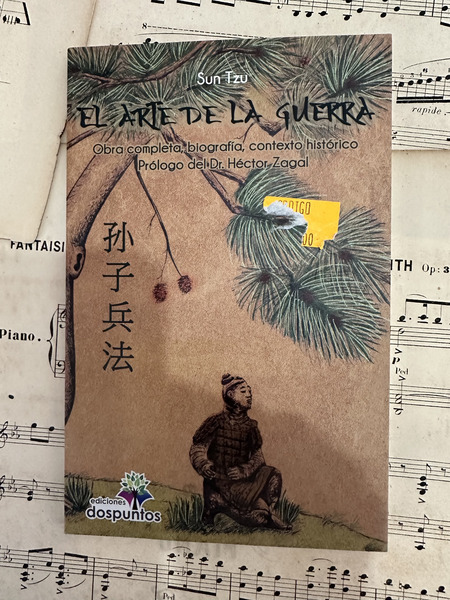 Sun Tzu
EL ARTE DE LA GUERRA
Obra completa, biografía, contexto histórico
Prólogo del Dr. Héctor Zagal
孙子兵法
ediciones
dospuntos
rapide
FANTAISI
Op: 3
Piano.
Ped